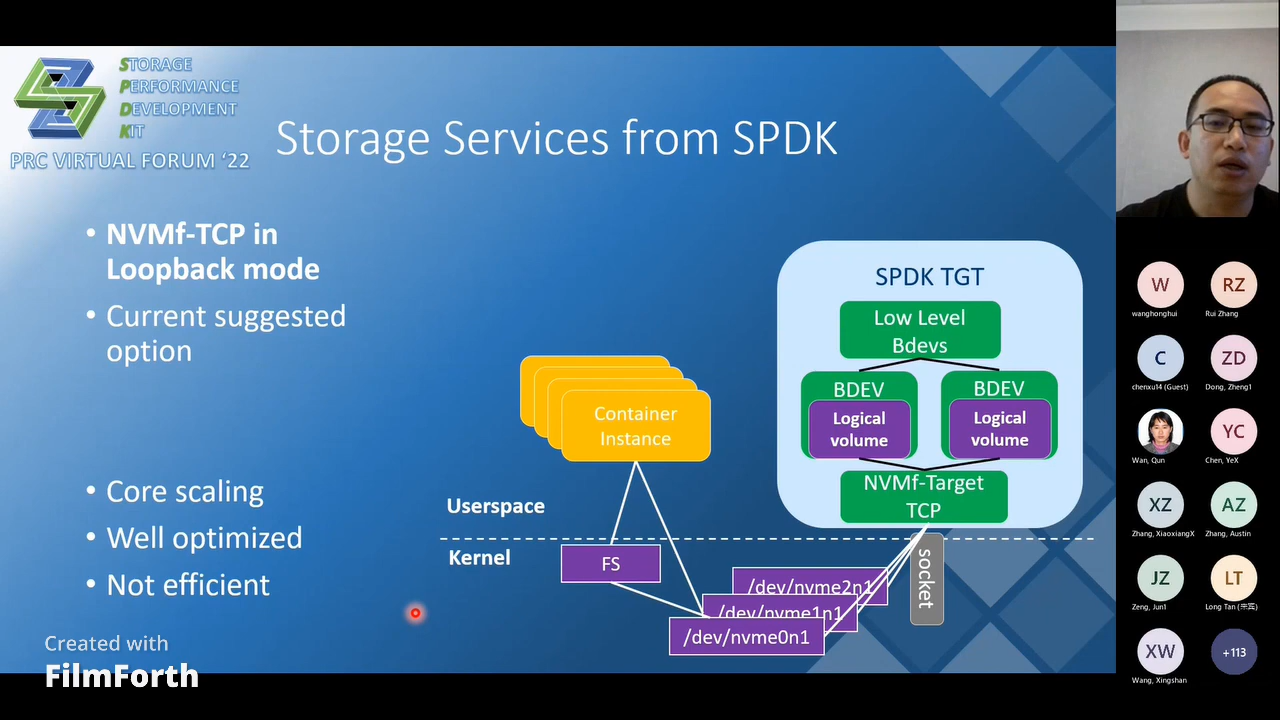 STORAGE
PERFORMANCE
DEVELOPMENT
KIT
PRC VIRTUAL FORUM ‘22
Storage Services from SPDK
• NVMf-TCP in
Loopback mode
• Current suggested
option
• Core scaling
• Well optimized
• Not efficient
Container
Instance
Userspace
Kernel
FS
/dev/nvme2n1
/dev/nvme1n1
/dev/nvme0n1
SPDK TGT
Low Level
Bdevs
BDEV
Logical
volume
BDEV
Logical
volume
NVMf-Target
TCP
socket
Created with
FilmForth
W
wanghonghui
RZ
Rui Zhang
C
chenxu14 (Guest)
ZD
Dong, Zheng1
Wan, Qun
YC
Chen, YeX
XZ
Zhang, XiaoxiangX
AZ
Zhang, Austin
JZ
Zeng, Jun1
LT
XW
Wang, Xingshan
+113
Long Tan